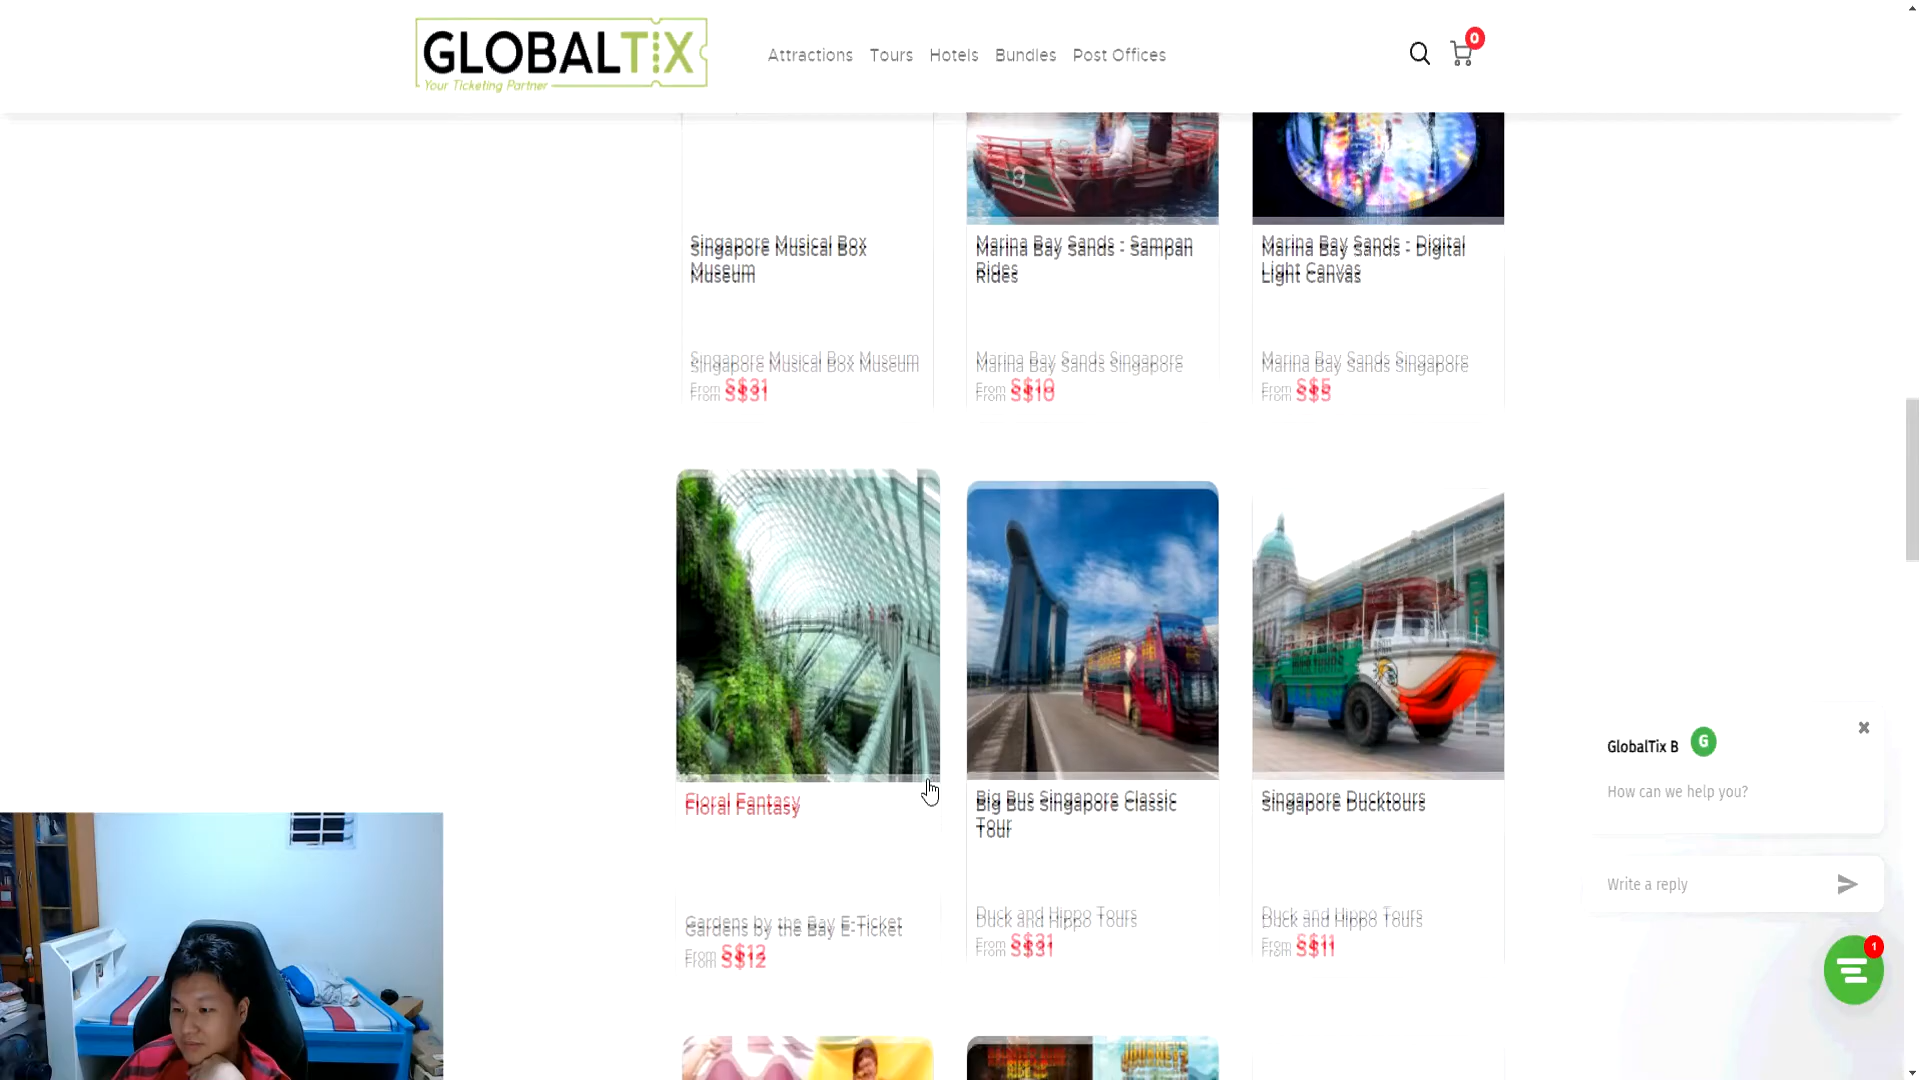 GLOBALTIX
Your Ticketing Partner
Attractions Tours Hotels Bundles Post Offices
0
Singapore Musical Box
Museum
Singapore Musical Box Museum
From S$31
Marina Bay Sands - Sampan
Rides
Marina Bay Sands Singapore
From S$10
Marina Bay Sands - Digital
Light Canvas
Marina Bay Sands Singapore
From S$5
Floral Fantasy
Gardens by the Bay E-Ticket
From S$12
Big Bus Singapore Classic
Tour
Duck and Hippo Tours
From S$31
Singapore Ducktours
Duck and Hippo Tours
From S$11
GlobalTix B G
How can we help you?
Write a reply
1